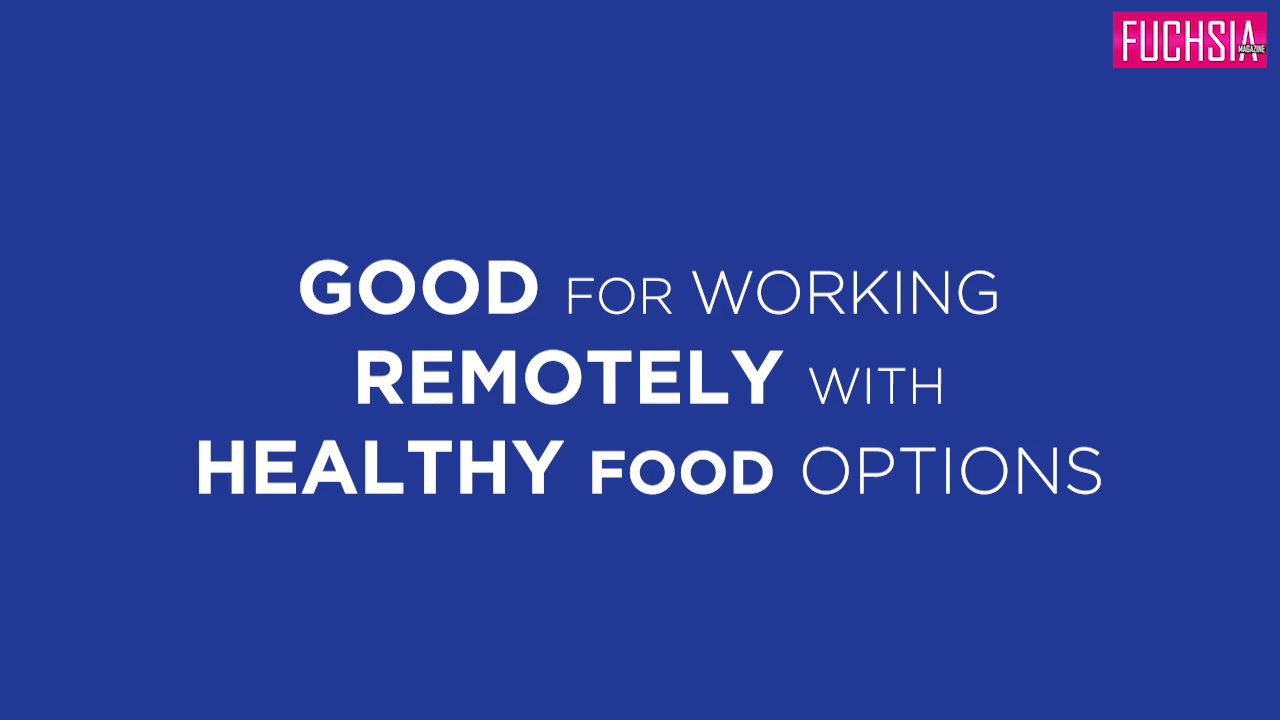 FUCHSIA
MAGAZINE
GOOD FOR WORKING
REMOTELY WITH
HEALTHY FOOD OPTIONS